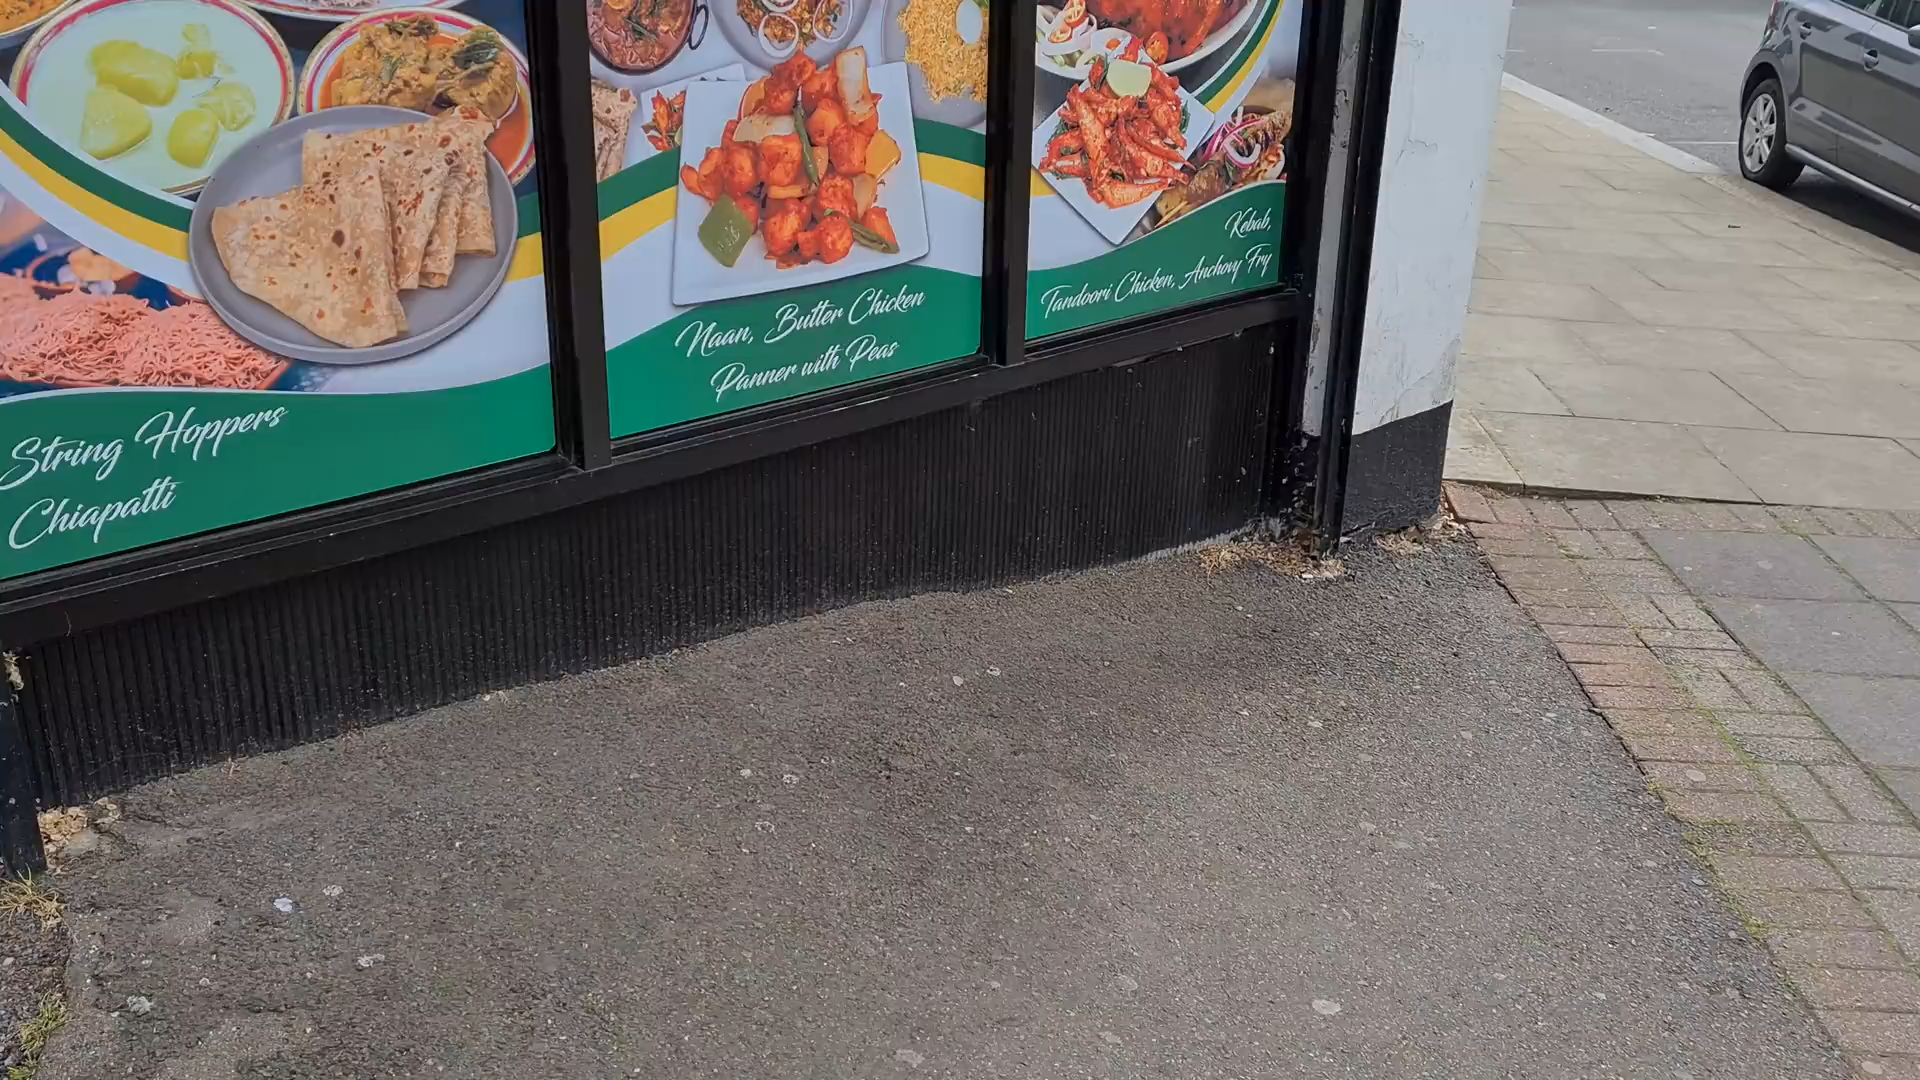 String Hoppers
Chiapatti
Naan, Butter Chicken
Panner with Peas
Kebab,
Tandoori Chicken, Anchovy Fry